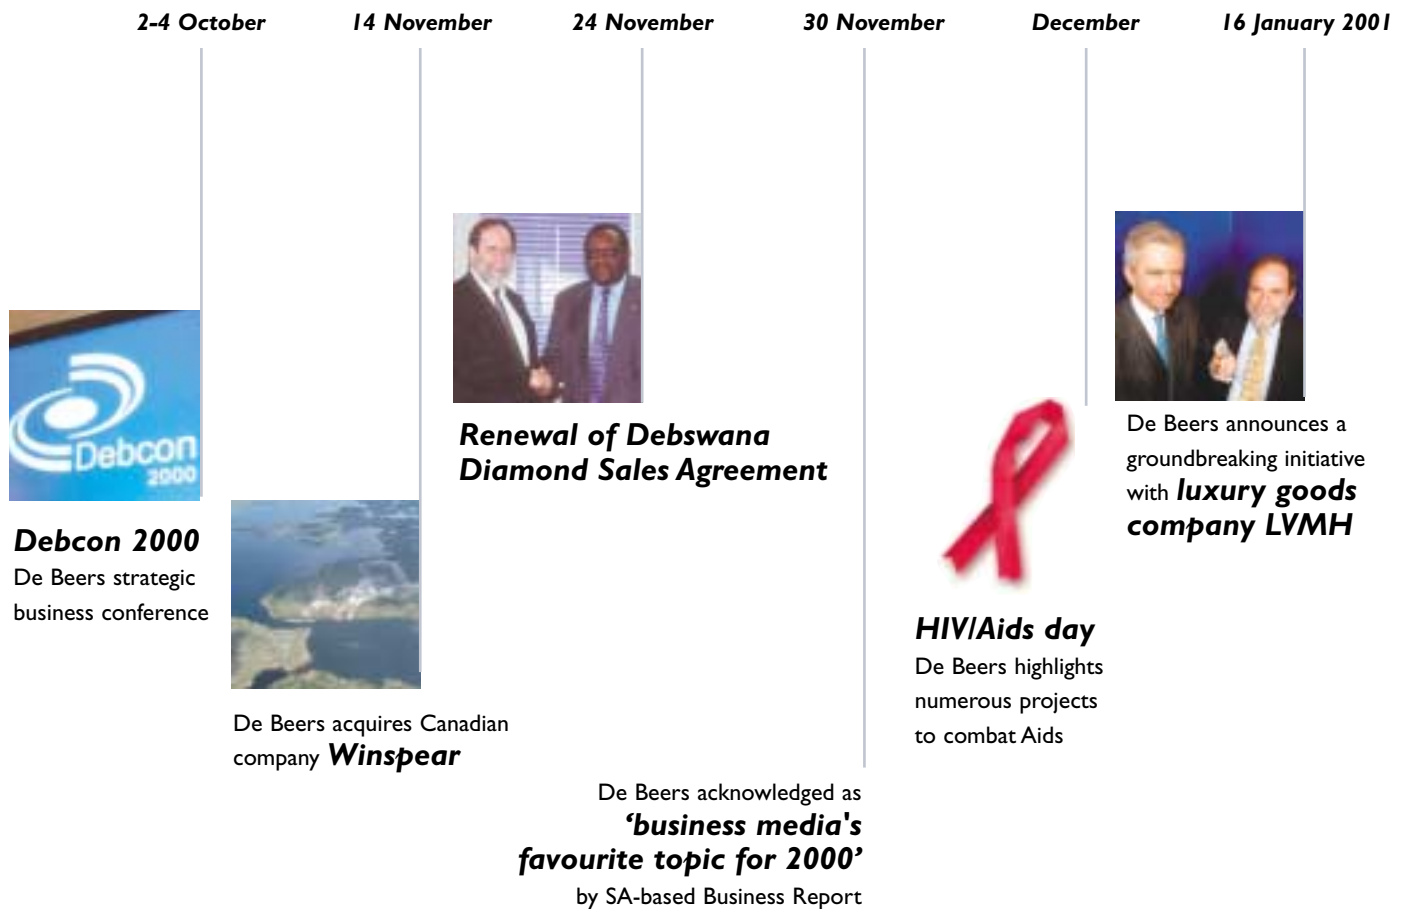 2-4 October
14 November
24 November
30 November
December
16 January 2001
Debcon
2000
Debcon 2000
De Beers strategic
business conference
De Beers acquires Canadian
company Winspear
Renewal of Debswana
Diamond Sales Agreement
De Beers acknowledged as
‘business media's
favourite topic for 2000’
by SA-based Business Report
HIV/Aids day
De Beers highlights
numerous projects
to combat Aids
De Beers announces a
groundbreaking initiative
with luxury goods
company LVMH